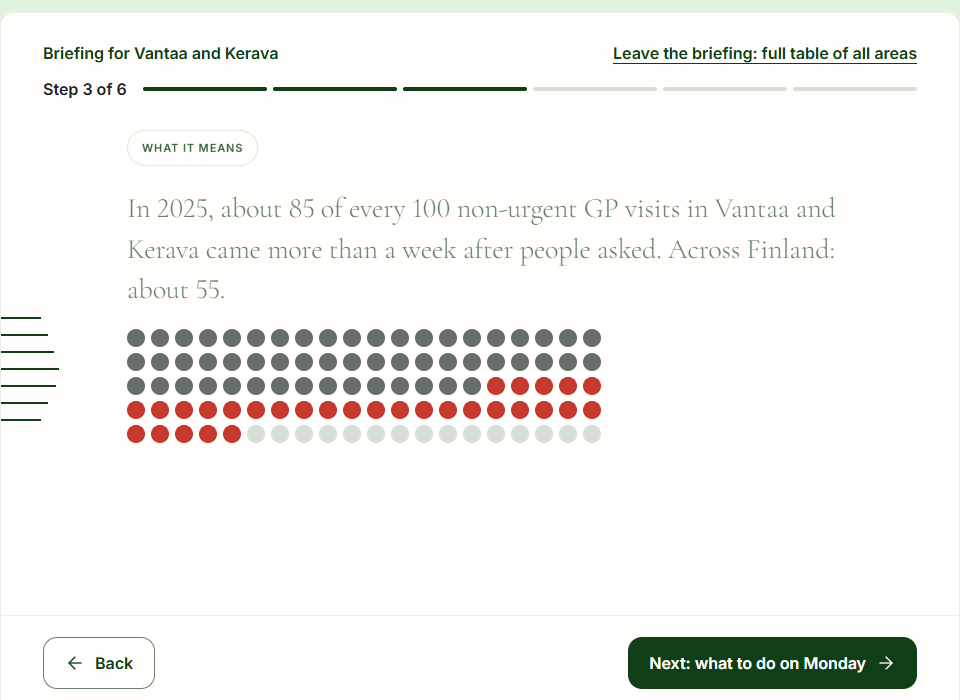 Briefing for Vantaa and Kerava
Leave the briefing: full table of all areas
Step 3 of 6
WHAT IT MEANS
In 2025, about 85 of every 100 non-urgent GP visits in Vantaa and
Kerava came more than a week after people asked. Across Finland:
about 55.
Back
Next: what to do on Monday